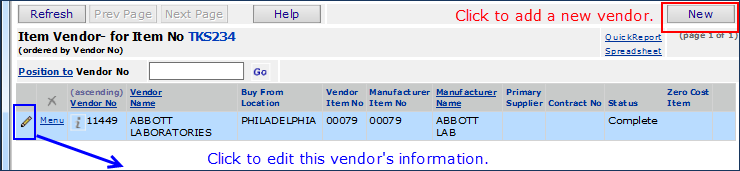 Refresh Prev Page Next Page Help Click to add a new vendor. New
Item Vendor- for Item No TKS234 QuickReport (page 1 of 1)
(ordered by Vendor No) Spreadsheet
Position to Vendor No Go
(ascending) Vendor Buy From Vendor Manufacturer Manufacturer Primary Zero Cost
Vendor No Name Location Item No Item No Name Supplier Contract No Status Item
Menu i 11449 ABBOTT PHILADELPHIA 00079 00079 ABBOTT Complete
LABORATORIES LAB
Click to edit this vendor's information.